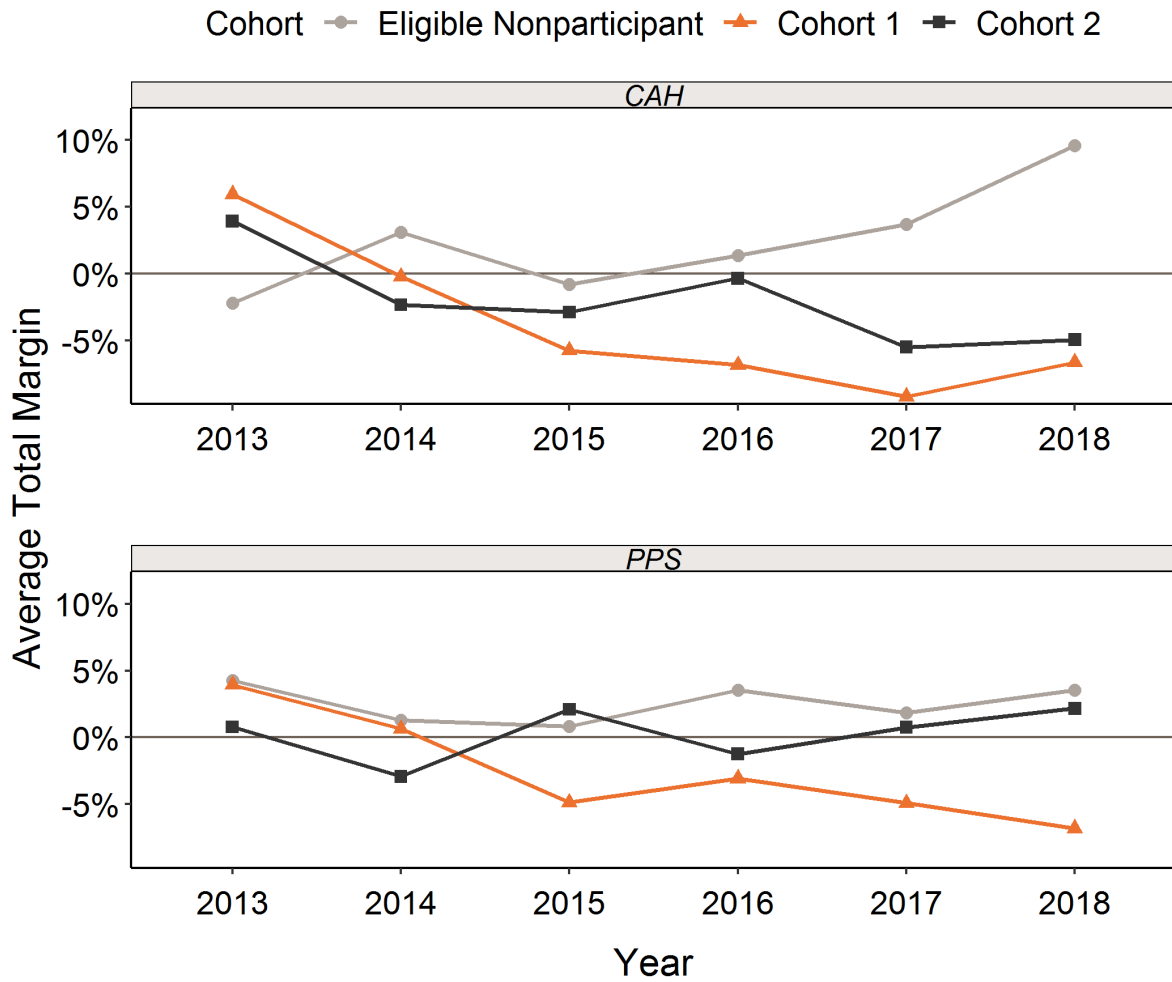 Cohort Eligible Nonparticipant Cohort 1 Cohort 2
CAH
10%
5%
0%
-5%
2013 2014 2015 2016 2017 2018
Average Total Margin
PPS
10%
5%
0%
-5%
2013 2014 2015 2016 2017 2018
Year